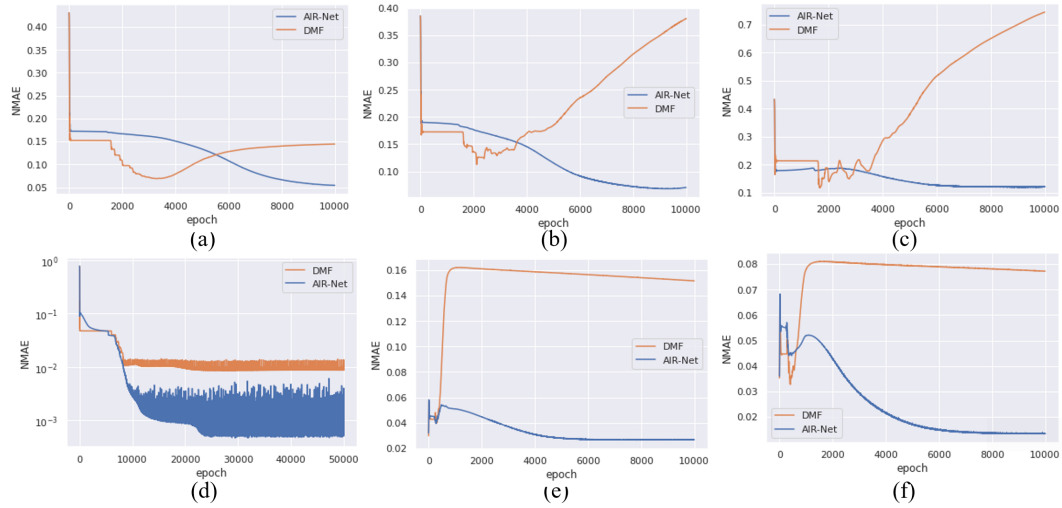 0.40
0.35
0.30
0.25
0.20
0.15
0.10
0.05
NMAE
AIR-Net
DMF
0 2000 4000 6000 8000 10000
epoch
(a)
0.40
0.35
0.30
0.25
0.20
0.15
0.10
NMAE
AIR-Net
DMF
0 2000 4000 6000 8000 10000
epoch
(b)
0.7
0.6
0.5
0.4
0.3
0.2
0.1
NMAE
AIR-Net
DMF
0 2000 4000 6000 8000 10000
epoch
(c)
10⁰
10⁻¹
10⁻²
10⁻³
NMAE
DMF
AIR-Net
0 10000 20000 30000 40000 50000
epoch
(d)
0.16
0.14
0.12
0.10
0.08
0.06
0.04
0.02
NMAE
DMF
AIR-Net
0 2000 4000 6000 8000 10000
epoch
(e)
0.08
0.07
0.06
0.05
0.04
0.03
0.02
NMAE
DMF
AIR-Net
0 2000 4000 6000 8000 10000
epoch
(f)